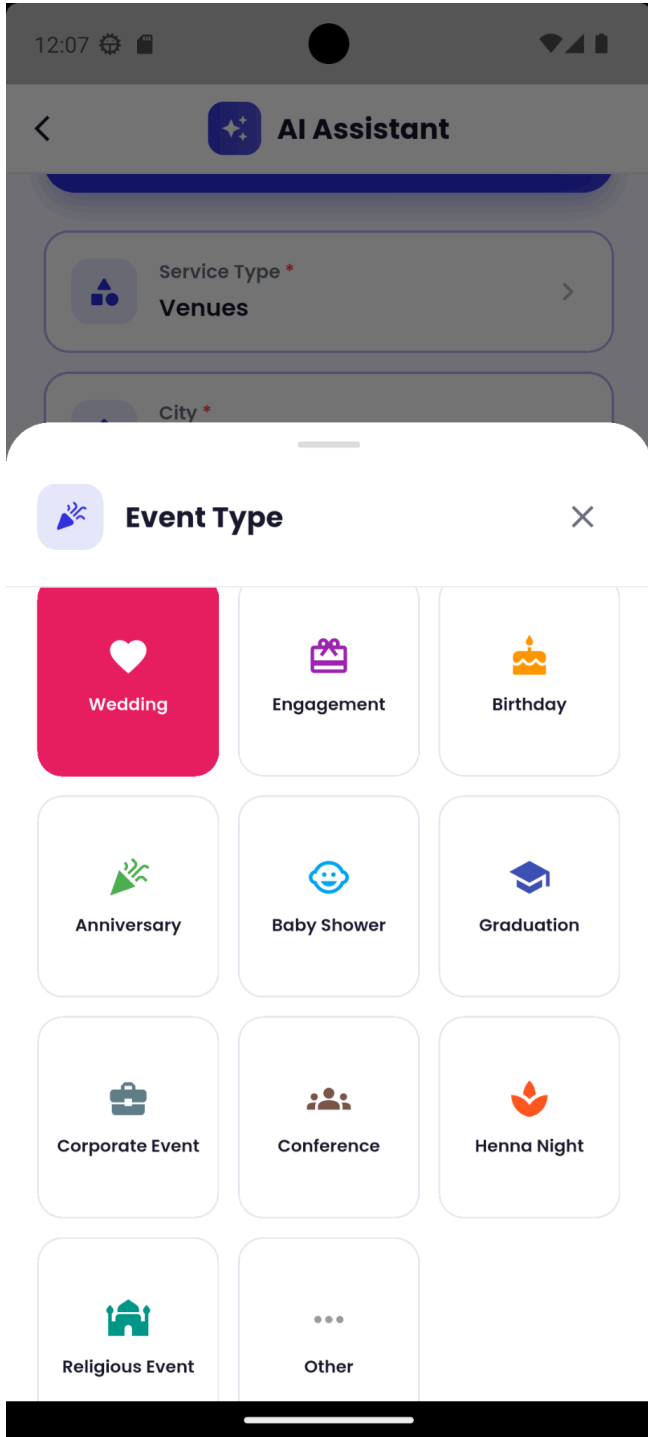 12:07
AI Assistant
Service Type *
Venues
City *
Event Type
Wedding
Engagement
Birthday
Anniversary
Baby Shower
Graduation
Corporate Event
Conference
Henna Night
Religious Event
Other